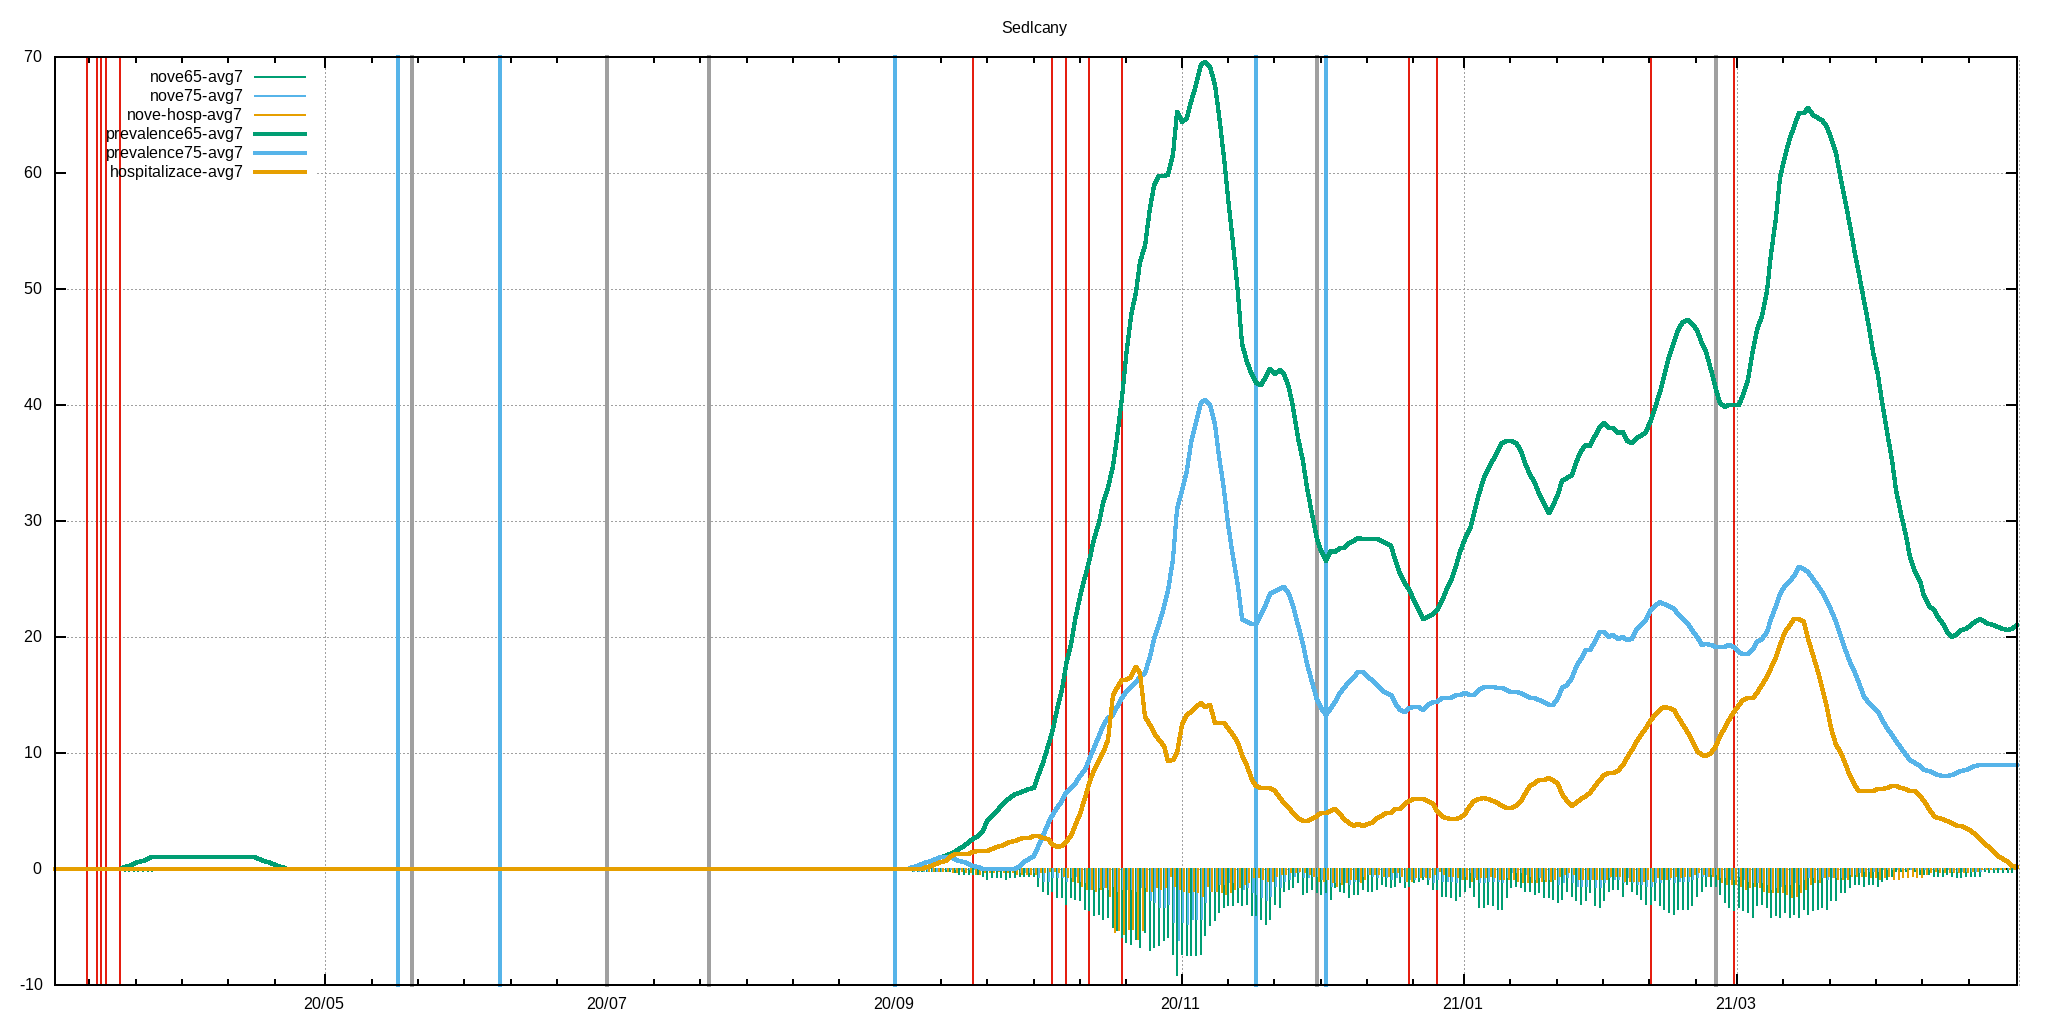 Sedlcany
70
60
50
40
30
20
10
0
-10
nove65-avg7
nove75-avg7
nove-hosp-avg7
prevalence65-avg7
prevalence75-avg7
hospitalizace-avg7
20/05 20/07 20/09 20/11 21/01 21/03